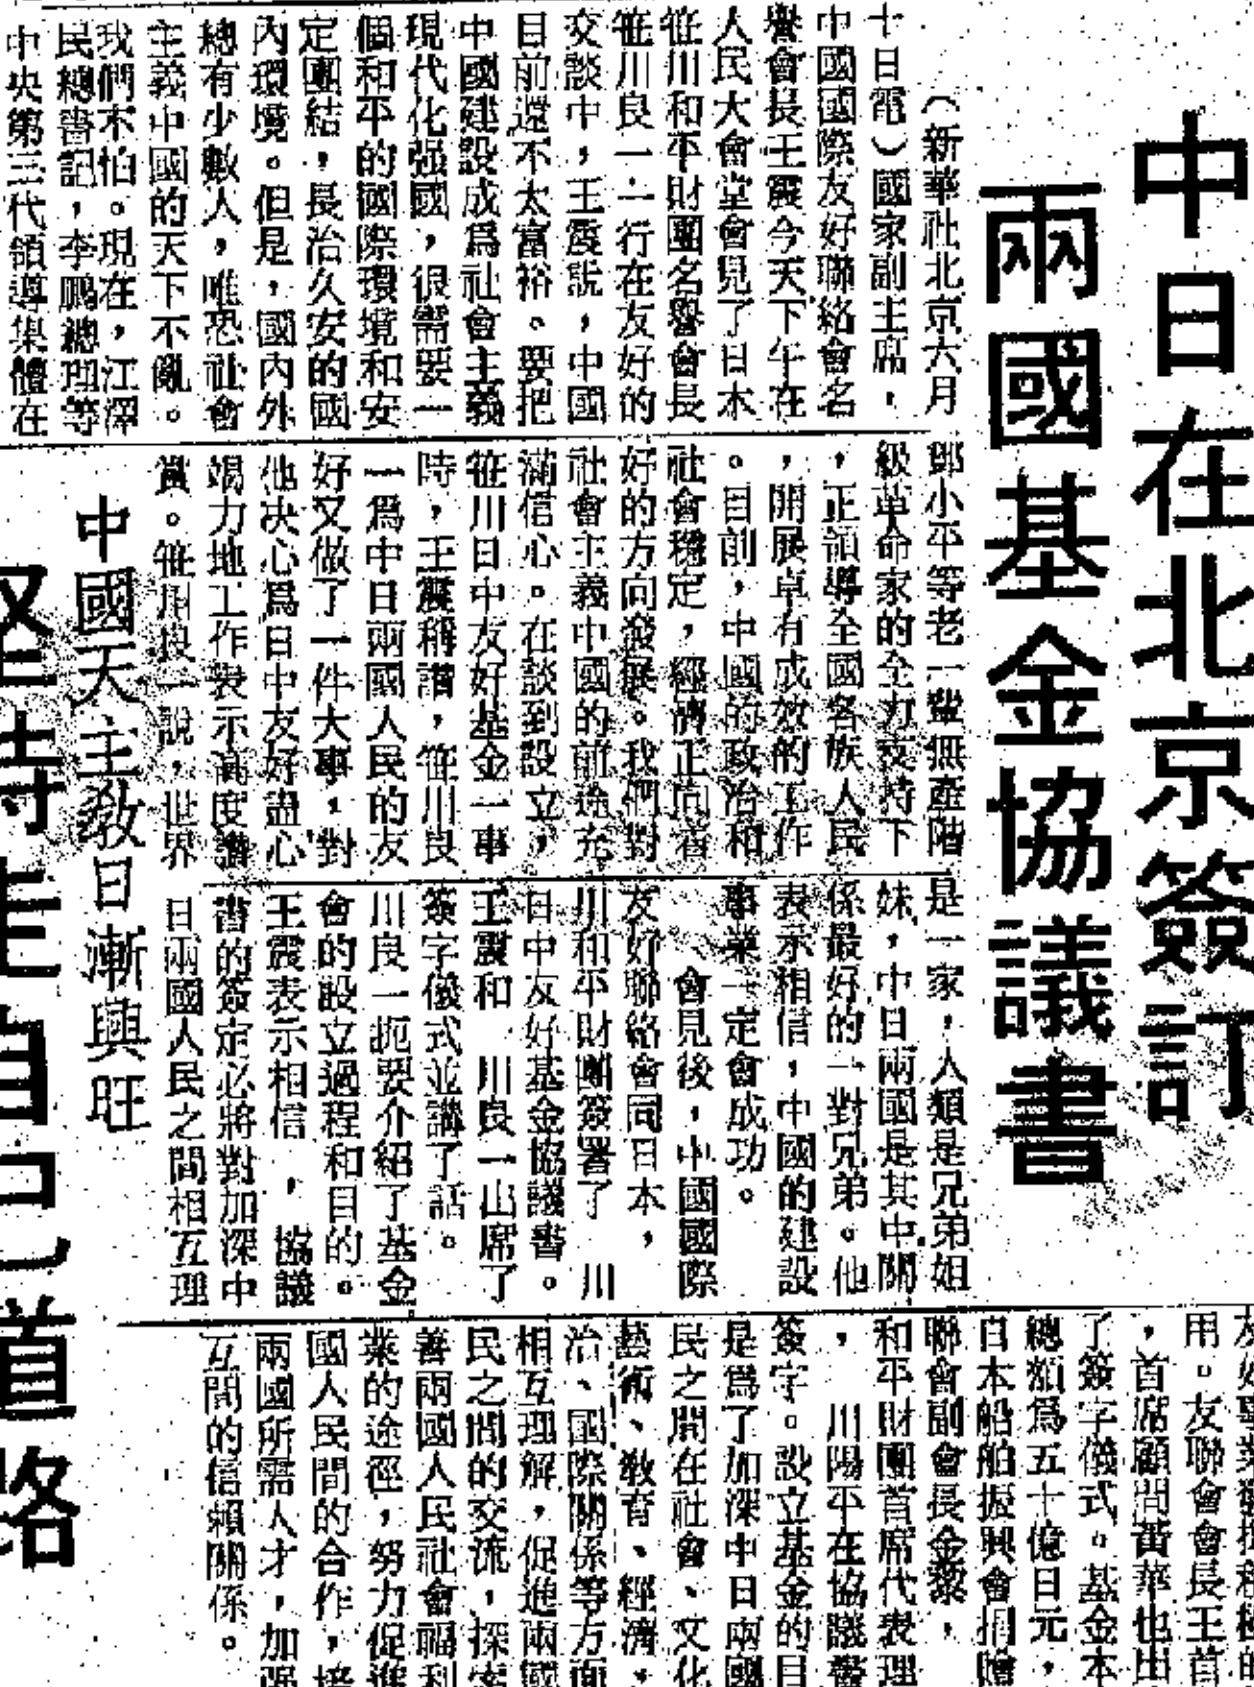 中日在北京簽訂
兩國基金協議書
（新華社北京六月
十日電）國家副主席，
中國國際友好聯絡會名
譽會長王震今天下午在
人民大會堂會見了日本
笹川和平財團名譽會長
笹川良一一行在友好的
交談中，王震説，中國
目前還不太富裕。要把
中國建設成爲社會主義
現代化强國，很需要一
個和平的國際環境和安
定團結，長治久安的國
內環境。但是，國內外
總有少數人，唯恐社會
主義中國的天下不亂。
我們不怕。現在，江澤
民總書記，李鵬總理等
中央第三代領導集體在
鄧小平等老一輩無產階
級革命家的全力支持下
，正領導全國各族人民
，開展卓有成效的工作
。目前，中國的政治和
社會穩定，經濟正向着
好的方向發展。我們對
社會主義中國的前途充
滿信心。在談到設立，
笹川日中友好基金一事
時，王震稱讚，笹川良
一爲中日兩國人民的友
好又做了一件大事，對
他决心爲日中友好盡心
竭力地工作表示高度讚
賞。笹川良一說，世界
是一家，人類是兄弟姐
妹，中日兩國是其中關
係最好的一對兄弟。他
表示相信，中國的建設
事業一定會成功。
會見後，中國國際
友好聯絡會同日本，
川和平財團簽署了 川
日中友好基金協議書。
王震和 川良一出席了
簽字儀式並講了話。
川良一扼要介紹了基金
會的設立過程和目的。
王震表示相信，協議
書的簽定必將對加深中
日兩國人民之間相互理
用。友聯會會長王首
，首席顧問黃華也出
了簽字儀式。基金本
總額爲五十億日元，
日本船舶振興會捐贈
聯會副會長金黎，
和平財團首席代表理
， 川陽平在協議書
簽字。設立基金的目
是爲了加深中日兩國
民之間在社會、文化
藝術、教育、經濟，
治、國際關係等方面
相互理解，促進兩國
民之間的交流，探索
善兩國人民社會福利
業的途徑，努力促進
國人民間的合作，培
兩國所需人才，加强
互間的信賴關係。
中國天主教日漸興旺
堅持走自己道路